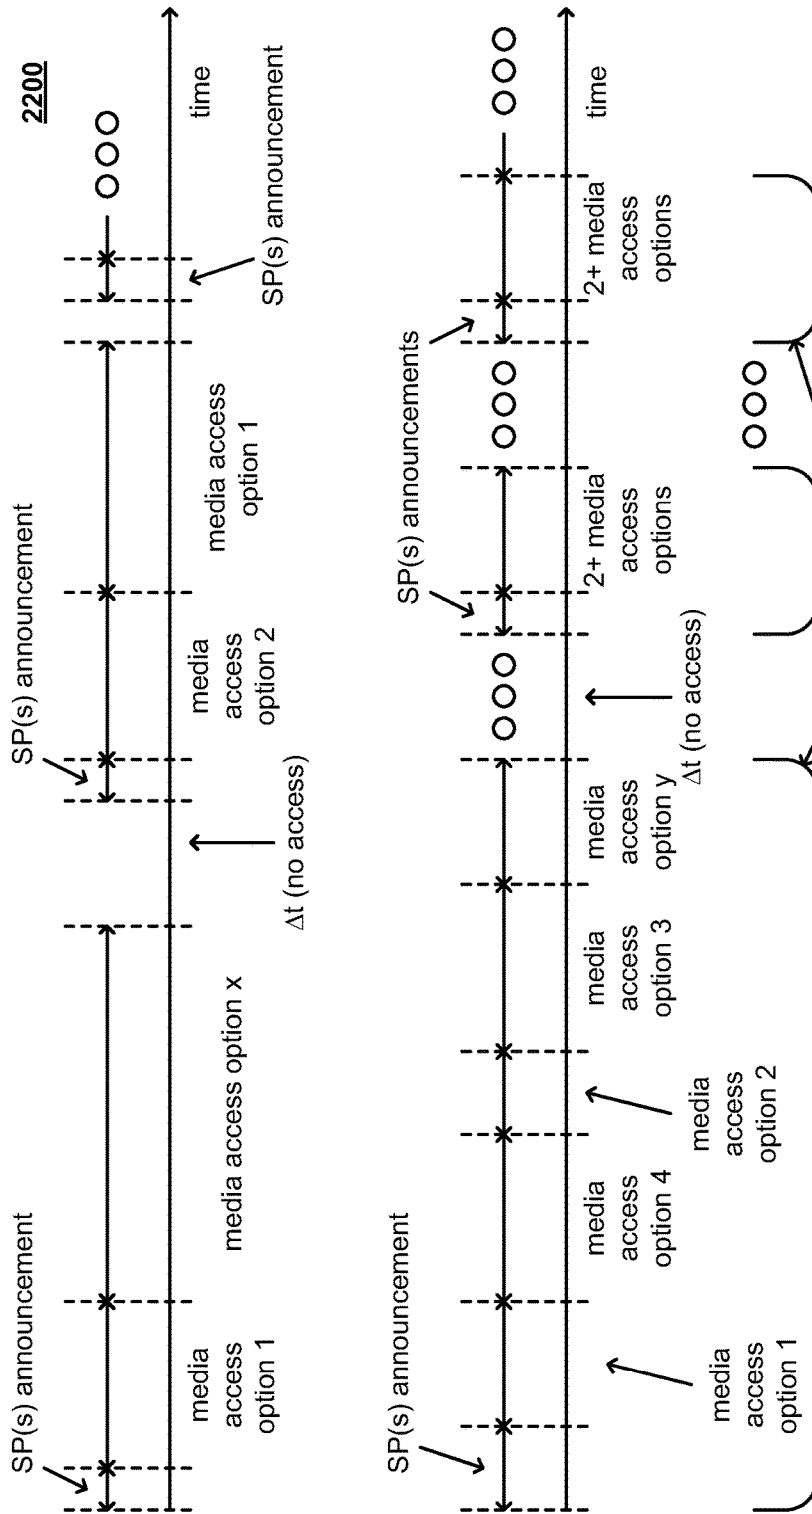 2200
SP(s) announcement
media
access
option 1
media access option x
Δt (no access)
SP(s) announcement
media
access
option 2
media access
option 1
SP(s) announcement
time
SP(s) announcement
media
access
option 1
media
access
option 4
media
access
option 2
media
access
option 3
media
access
option y
Δt (no access)
SP(s) announcements
2+ media
access
options
2+ media
access
options
time